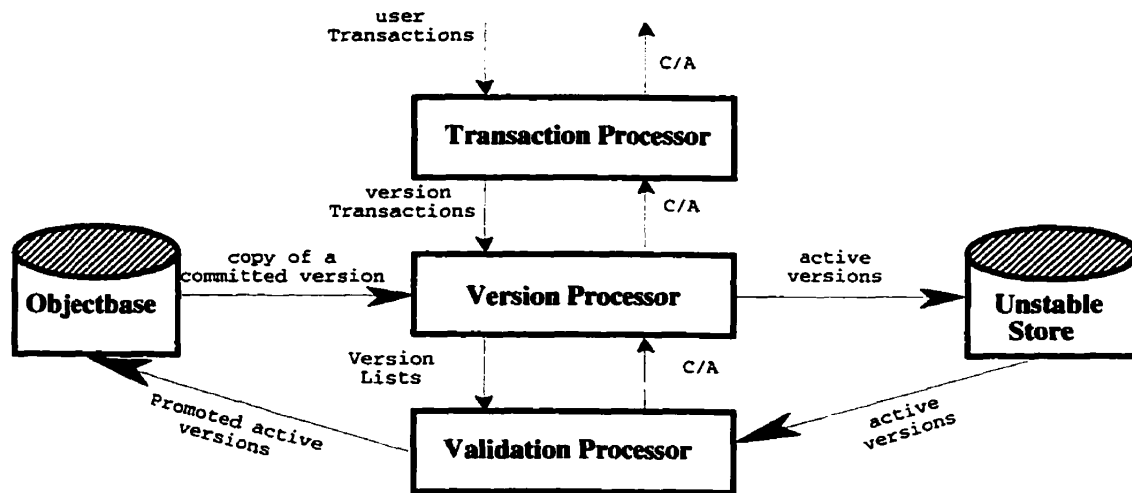 user
Transactions
C/A
Transaction Processor
version
Transactions
C/A
copy of a
committed version
active
versions
Objectbase
Version Processor
Unstable
Store
Version
Lists
C/A
Promoted active
versions
active
versions
Validation Processor